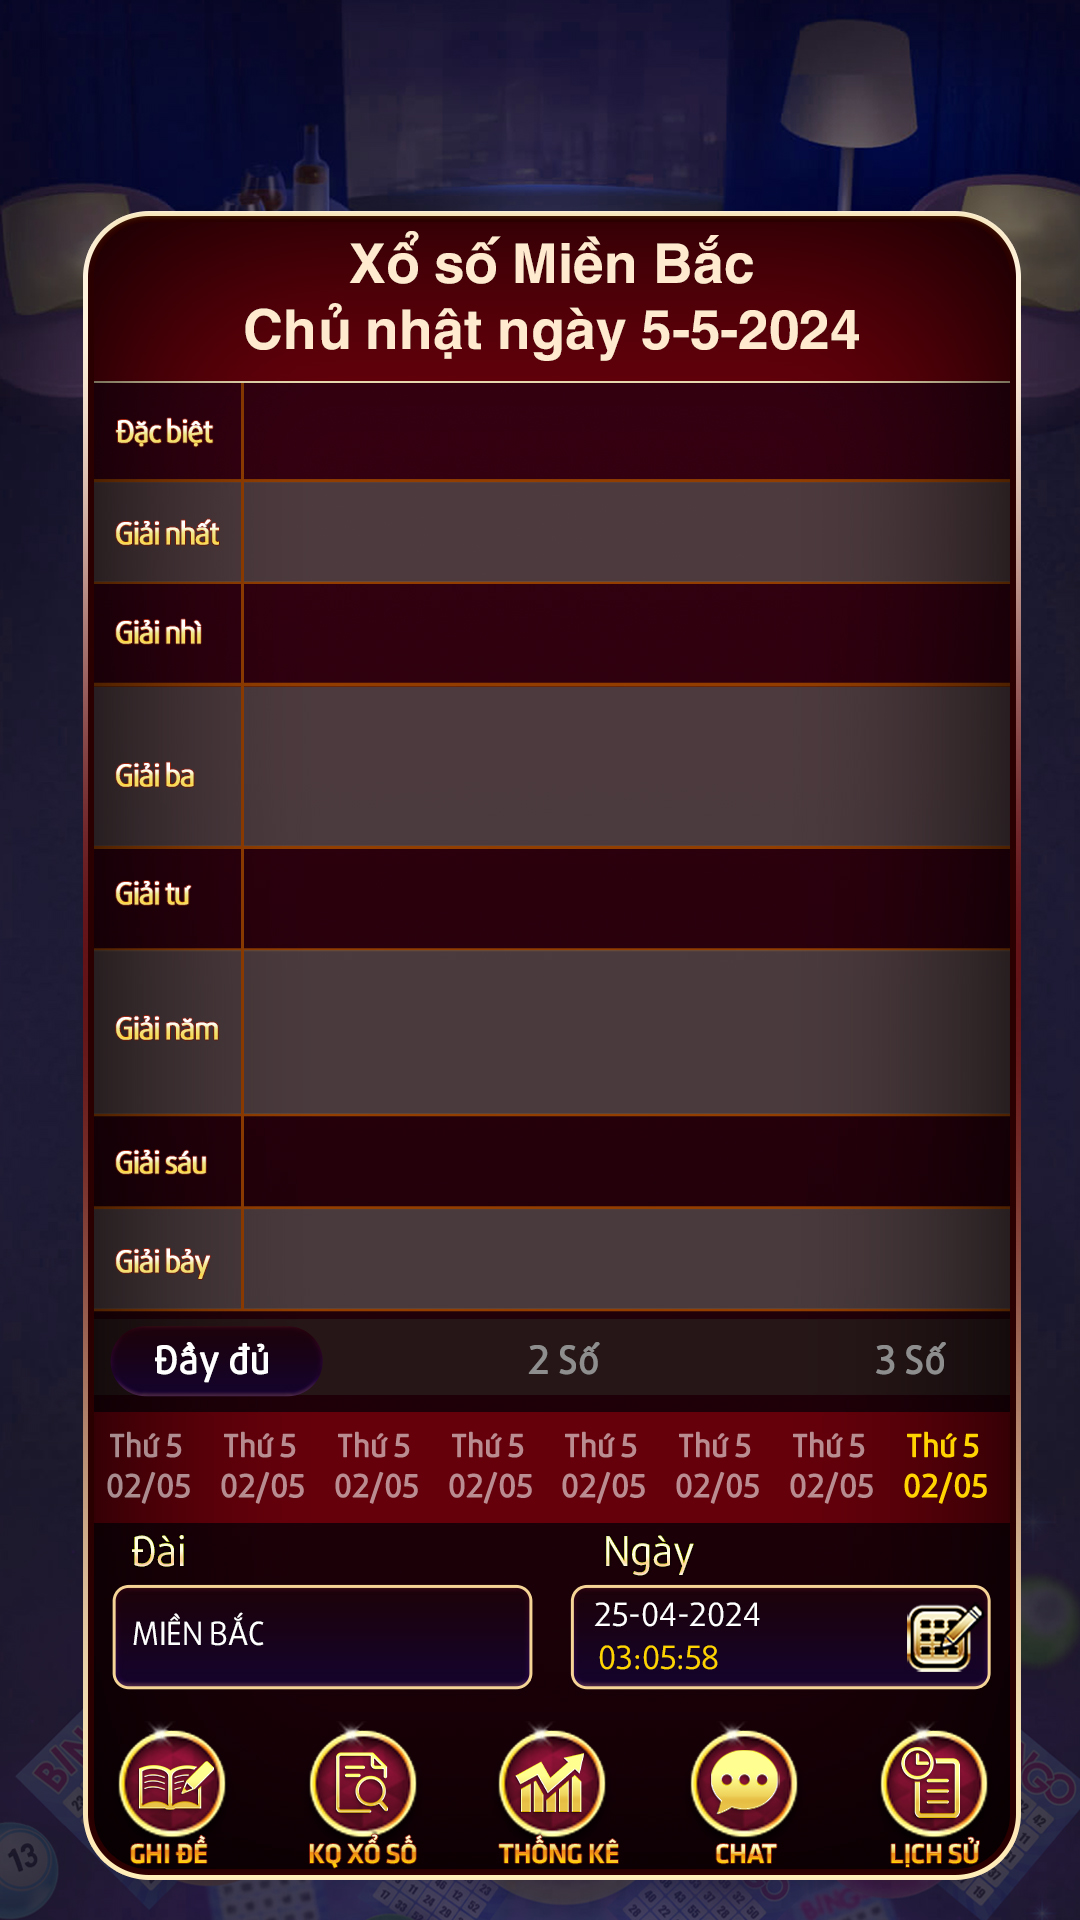 Xổ số Miền Bắc
Chủ nhật ngày 5-5-2024
Đặc biệt
Giải nhất
Giải nhì
Giải ba
Giải tư
Giải năm
Giải sáu
Giải bảy
Đầy đủ 2 Số 3 Số
Thứ 5 Thứ 5 Thứ 5 Thứ 5 Thứ 5 Thứ 5 Thứ 5 Thứ 5
02/05 02/05 02/05 02/05 02/05 02/05 02/05 02/05
Đài Ngày
MIỀN BẮC
25-04-2024
03:05:58
GHI ĐỀ KQ XỔ SỐ THỐNG KÊ CHAT LỊCH SỬ
13